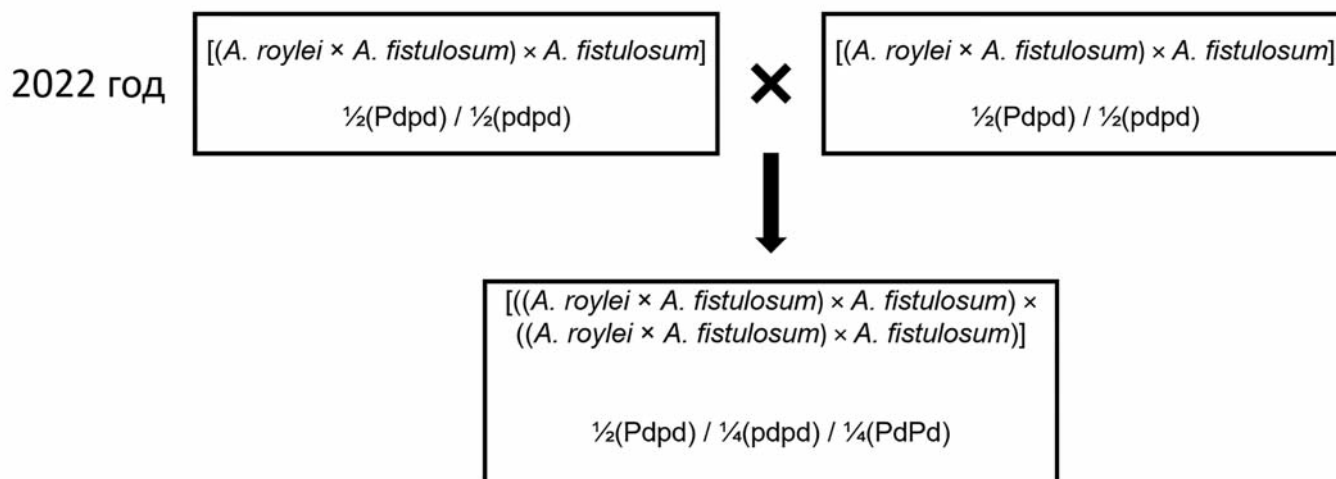 2022 год
[(A. roylei × A. fistulosum) × A. fistulosum]
½(Pdpd) / ½(pdpd)
×
[(A. roylei × A. fistulosum) × A. fistulosum]
½(Pdpd) / ½(pdpd)
[((A. roylei × A. fistulosum) × A. fistulosum) ×
((A. roylei × A. fistulosum) × A. fistulosum)]
½(Pdpd) / ¼(pdpd) / ¼(PdPd)